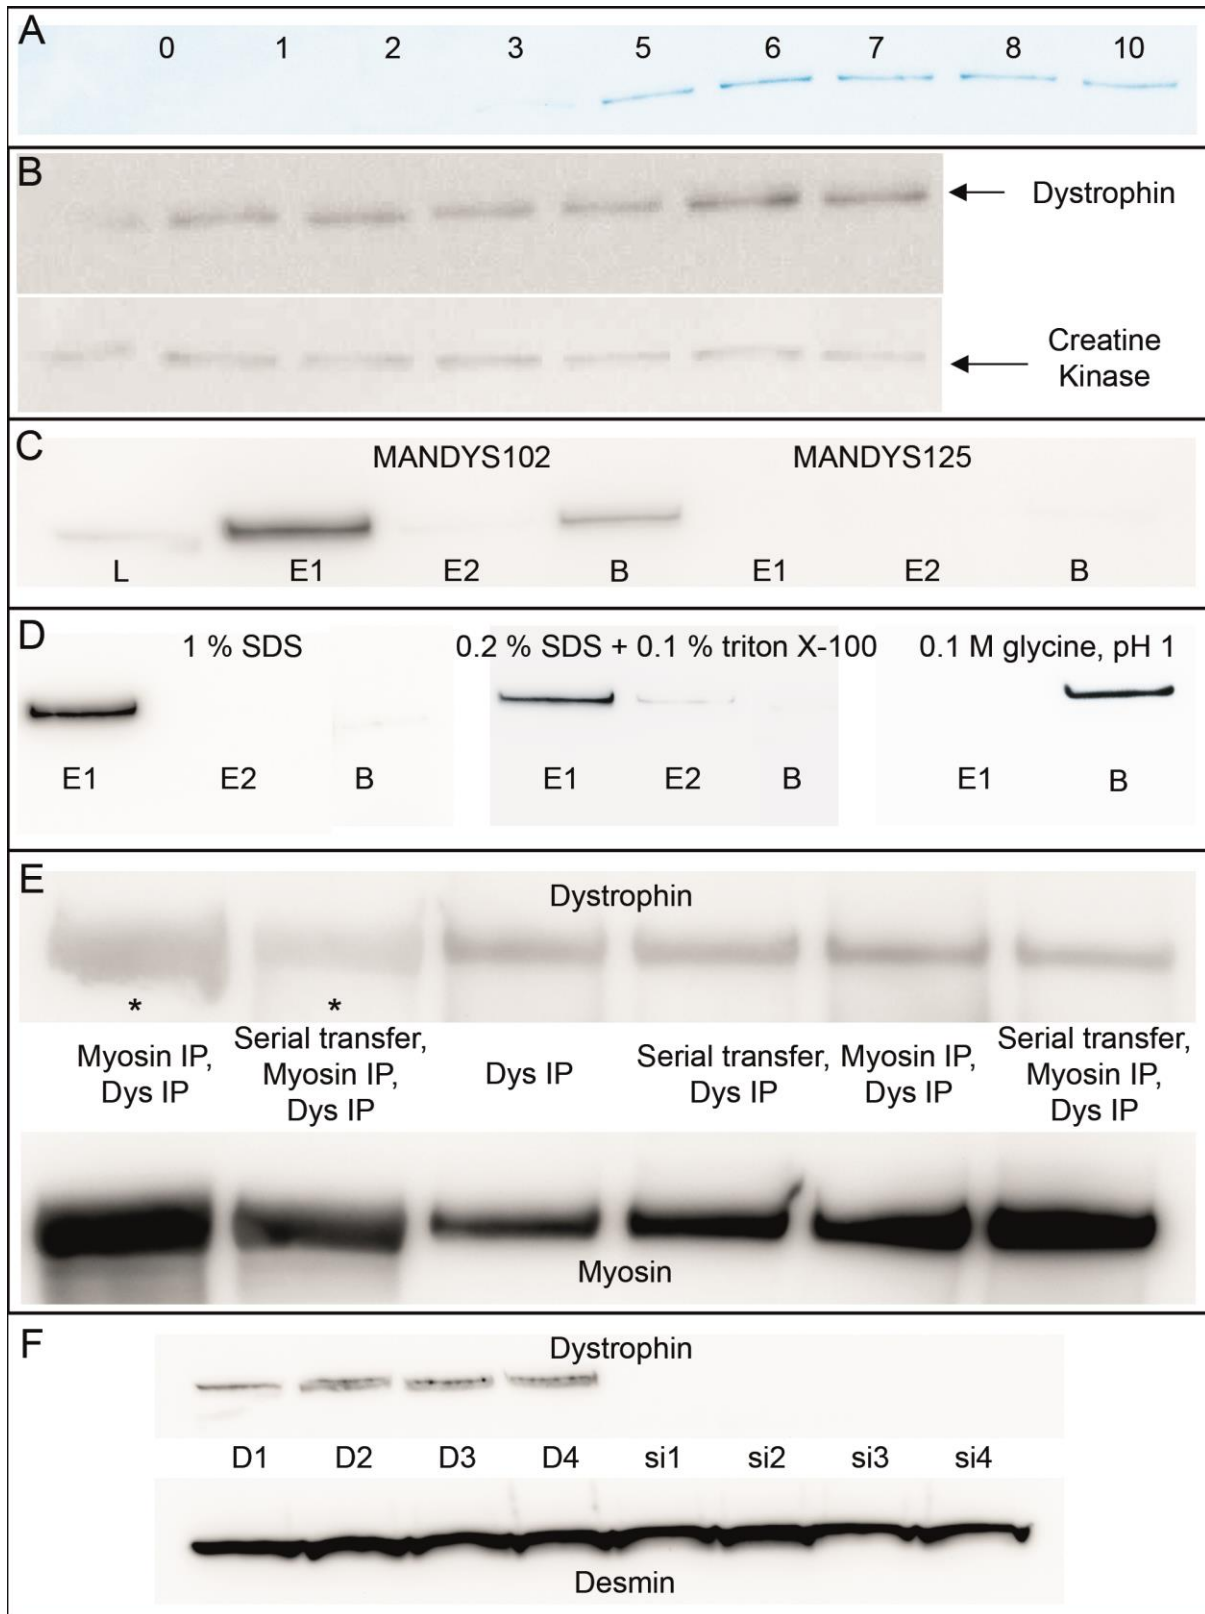 A
0 1 2 3 5 6 7 8 10
B
Dystrophin
Creatine
Kinase
C
MANDYS102 MANDYS125
L E1 E2 B E1 E2 B
D
1 % SDS 0.2 % SDS + 0.1 % triton X-100 0.1 M glycine, pH 1
E1 E2 B E1 E2 B E1 B
E
Dystrophin
* *
Myosin IP,
Dys IP
Serial transfer,
Myosin IP,
Dys IP
Dys IP
Serial transfer,
Dys IP
Myosin IP,
Dys IP
Serial transfer,
Myosin IP,
Dys IP
Myosin
F
Dystrophin
D1 D2 D3 D4 si1 si2 si3 si4
Desmin